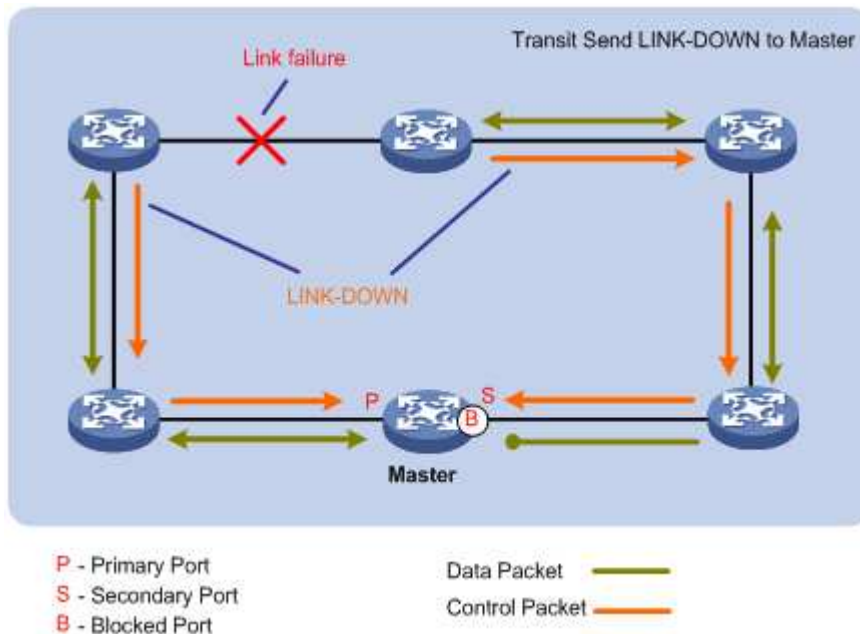 Transit Send LINK-DOWN to Master
Link failure
LINK-DOWN
P
S
B
Master
P - Primary Port
S - Secondary Port
B - Blocked Port
Data Packet
Control Packet